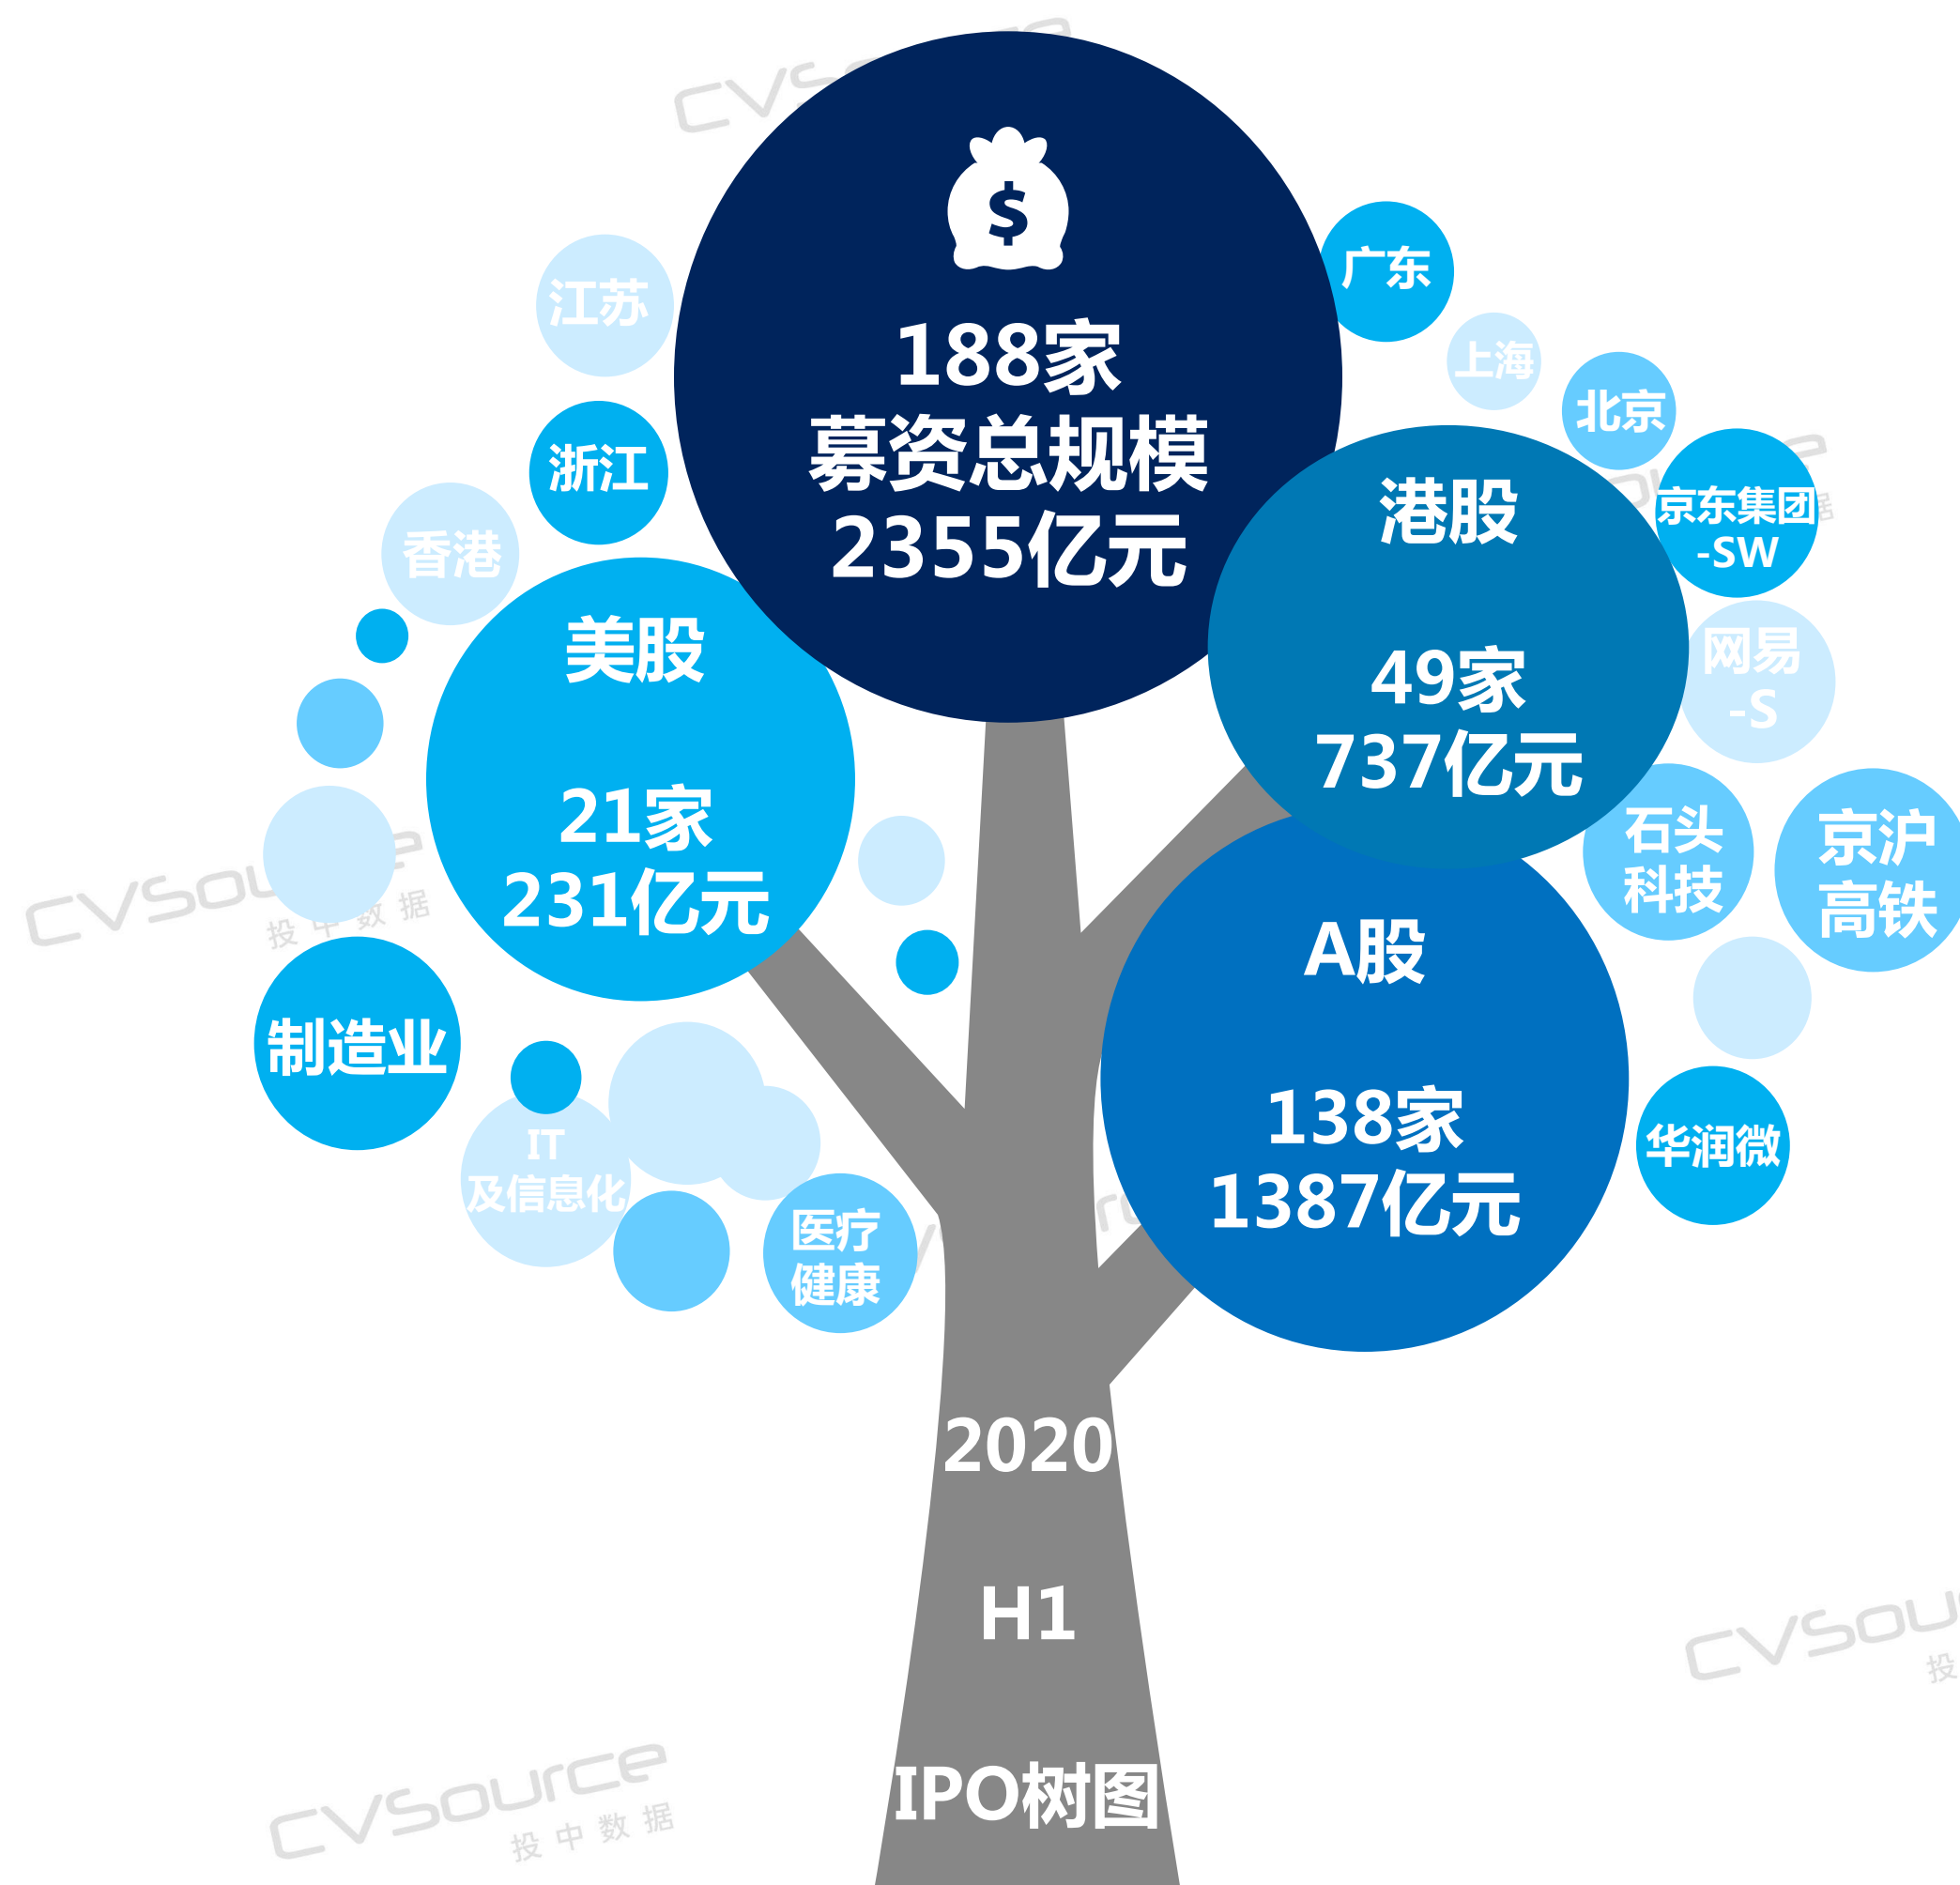 188家
募资总规模
2355亿元
江苏
浙江
香港
广东
上海
北京
京东集团
-SW
网易
-S
港股
49家
737亿元
美股
21家
231亿元
石头
科技
京沪
高铁
A股
138家
1387亿元
华润微
制造业
IT
及信息化
医疗
健康
2020
H1
IPO树图
CVSource
投中数据
CVSource
投中数据